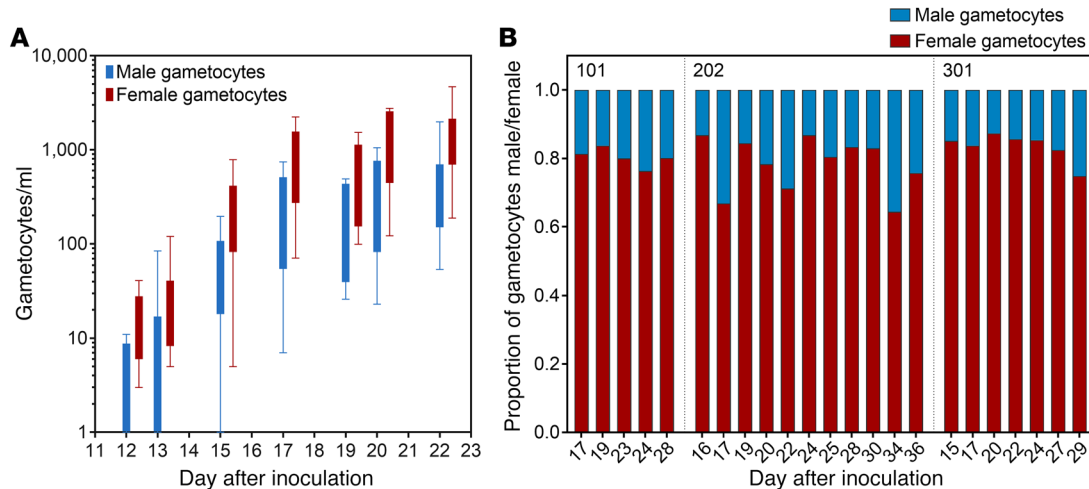 A
10,000
1,000
100
10
1
Gametocytes/ml
Male gametocytes
Female gametocytes
11 12 13 14 15 16 17 18 19 20 21 22 23
Day after inoculation
B
Male gametocytes
Female gametocytes
101 202 301
1.0
0.8
0.6
0.4
0.2
0.0
Proportion of gametocytes male/female
17 19 23 24 28 16 17 19 20 22 24 25 28 30 34 36 15 17 20 22 24 27 29
Day after inoculation